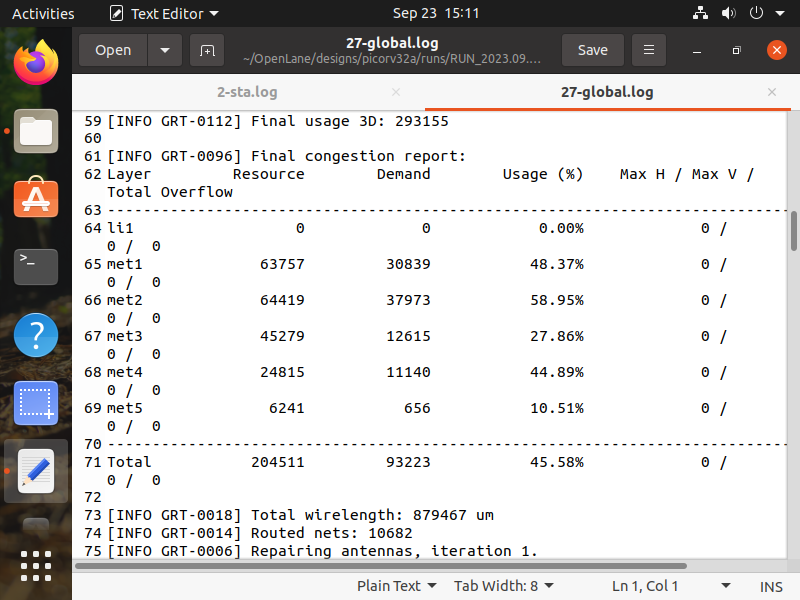 Activities Text Editor Sep 23 15:11
Open 27-global.log Save
~/OpenLane/designs/picorv32a/runs/RUN_2023.09....
2-sta.log 27-global.log
59 [INFO GRT-0112] Final usage 3D: 293155
60
61 [INFO GRT-0096] Final congestion report:
62 Layer Resource Demand Usage (%) Max H / Max V /
Total Overflow
63 ---------------------------------------------------------------------------
64 li1 0 0 0.00% 0 /
0 / 0
65 met1 63757 30839 48.37% 0 /
0 / 0
66 met2 64419 37973 58.95% 0 /
0 / 0
67 met3 45279 12615 27.86% 0 /
0 / 0
68 met4 24815 11140 44.89% 0 /
0 / 0
69 met5 6241 656 10.51% 0 /
0 / 0
70 ---------------------------------------------------------------------------
71 Total 204511 93223 45.58% 0 /
0 / 0
72
73 [INFO GRT-0018] Total wirelength: 879467 um
74 [INFO GRT-0014] Routed nets: 10682
75 [INFO GRT-0006] Repairing antennas, iteration 1.
Plain Text Tab Width: 8 Ln 1, Col 1 INS